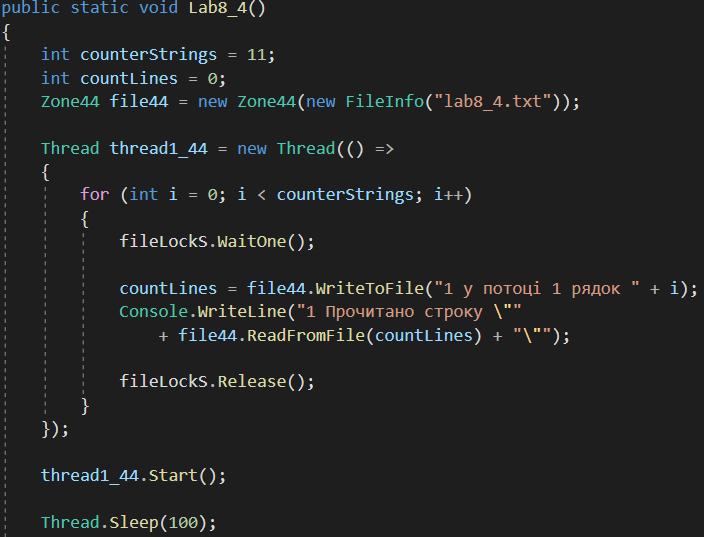 public static void Lab8_4()
{
    int counterStrings = 11;
    int countLines = 0;
    Zone44 file44 = new Zone44(new FileInfo("lab8_4.txt"));

    Thread thread1_44 = new Thread(() =>
    {
        for (int i = 0; i < counterStrings; i++)
        {
            fileLockS.WaitOne();

            countLines = file44.WriteToFile("1 у потоці 1 рядок " + i);
            Console.WriteLine("1 Прочитано строку \""
                + file44.ReadFromFile(countLines) + "\"");

            fileLockS.Release();
        }
    });

    thread1_44.Start();

    Thread.Sleep(100);